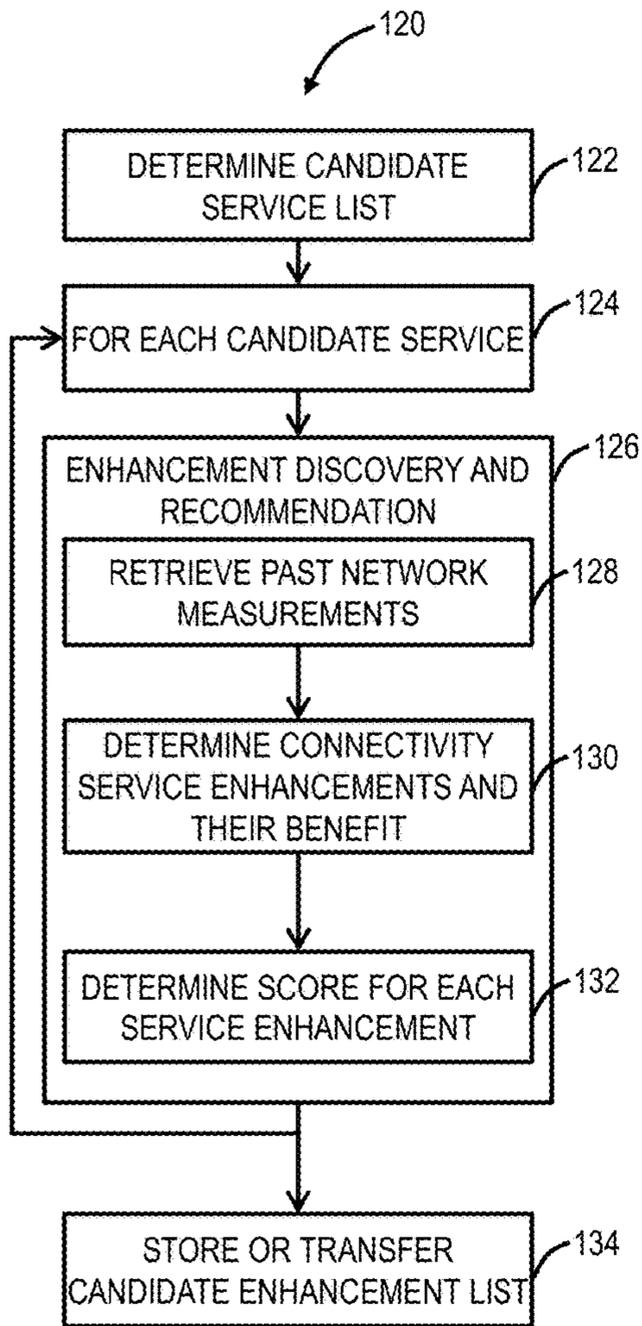 120
DETERMINE CANDIDATE
SERVICE LIST
122
FOR EACH CANDIDATE SERVICE
124
ENHANCEMENT DISCOVERY AND
RECOMMENDATION
126
RETRIEVE PAST NETWORK
MEASUREMENTS
128
DETERMINE CONNECTIVITY
SERVICE ENHANCEMENTS AND
THEIR BENEFIT
130
DETERMINE SCORE FOR EACH
SERVICE ENHANCEMENT
132
STORE OR TRANSFER
CANDIDATE ENHANCEMENT LIST
134